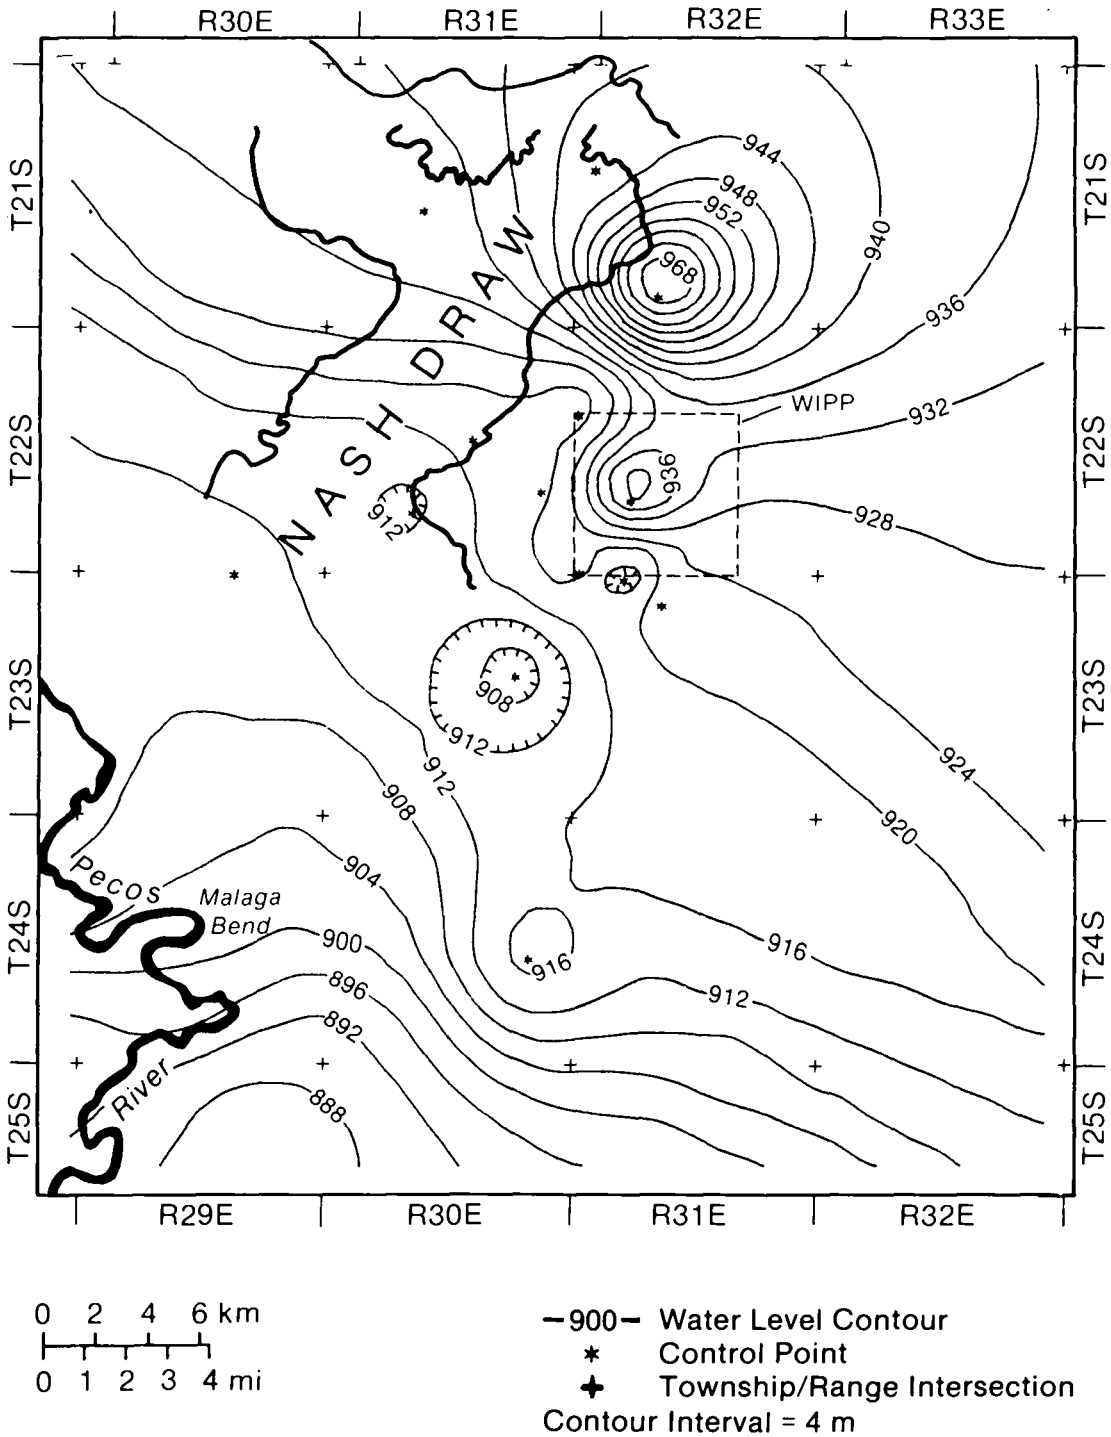 R30E R31E R32E R33E
T21S T21S
944
948
952
940
968
936
NASH DRAW
WIPP
932
T22S T22S
936
928
912
T23S T23S
908
912
912
924
908
920
Pecos
904
Malaga
Bend
T24S T24S
900
916
916
896
912
892
River
888
T25S T25S
R29E R30E R31E R32E
0 2 4 6 km
0 1 2 3 4 mi
–900– Water Level Contour
* Control Point
+ Township/Range Intersection
Contour Interval = 4 m